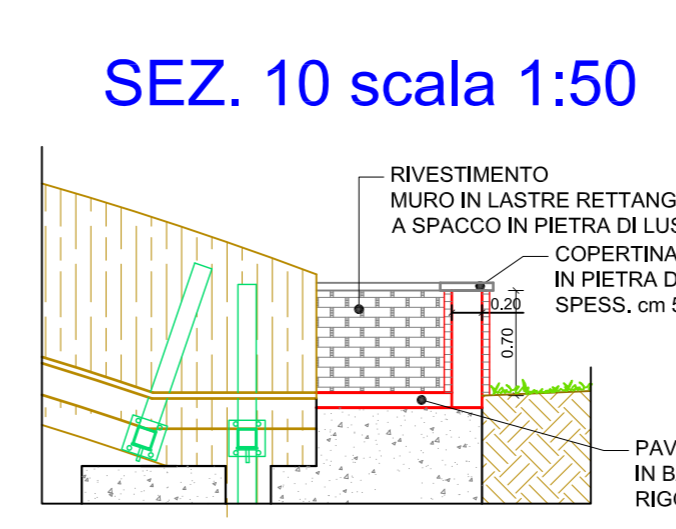 SEZ. 10 scala 1:50
RIVESTIMENTO
MURO IN LASTRE RETTANG
A SPACCO IN PIETRA DI LUS
COPERTINA
IN PIETRA D
SPESS. cm 5
0.20
0.70
PAV
IN BA
RIGO